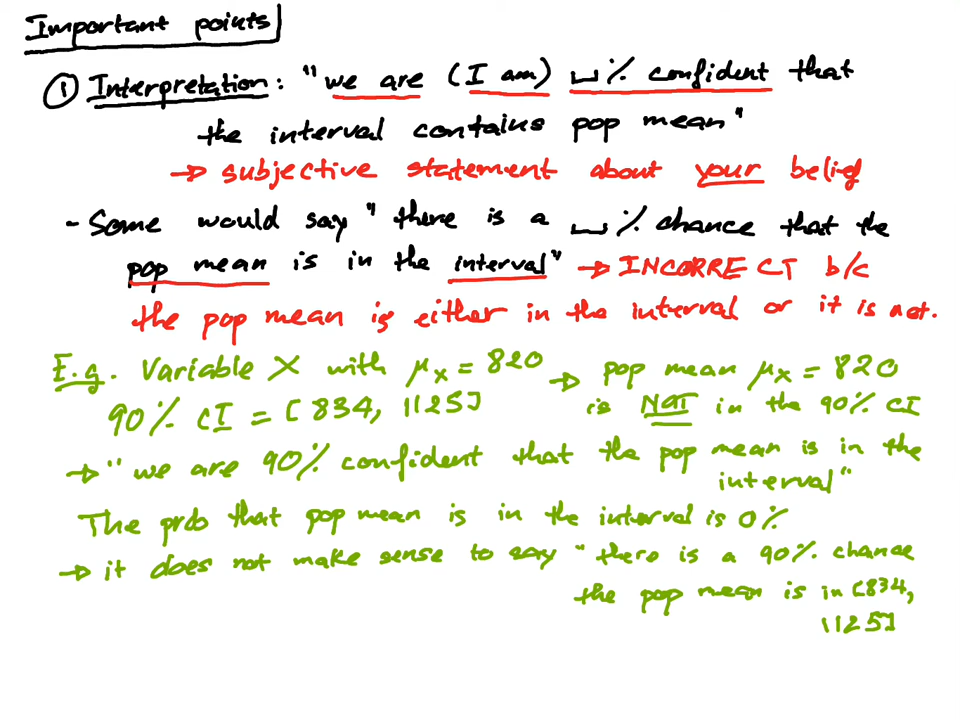 Important points
① Interpretation: "we are (I am) ␣% confident that
the interval contains pop mean"
→ subjective statement about your belief
- Some would say "there is a ␣% chance that the
pop mean is in the interval" → INCORRECT b/c
the pop mean is either in the interval or it is not.
E.g. Variable X with μx = 820 → pop mean μx = 820
90% CI = [834, 1125] is NOT in the 90% CI
→ "we are 90% confident that the pop mean is in the
interval"
The prob that pop mean is in the interval is 0%
→ it does not make sense to say "there is a 90% chance
the pop mean is in [834,
1125]